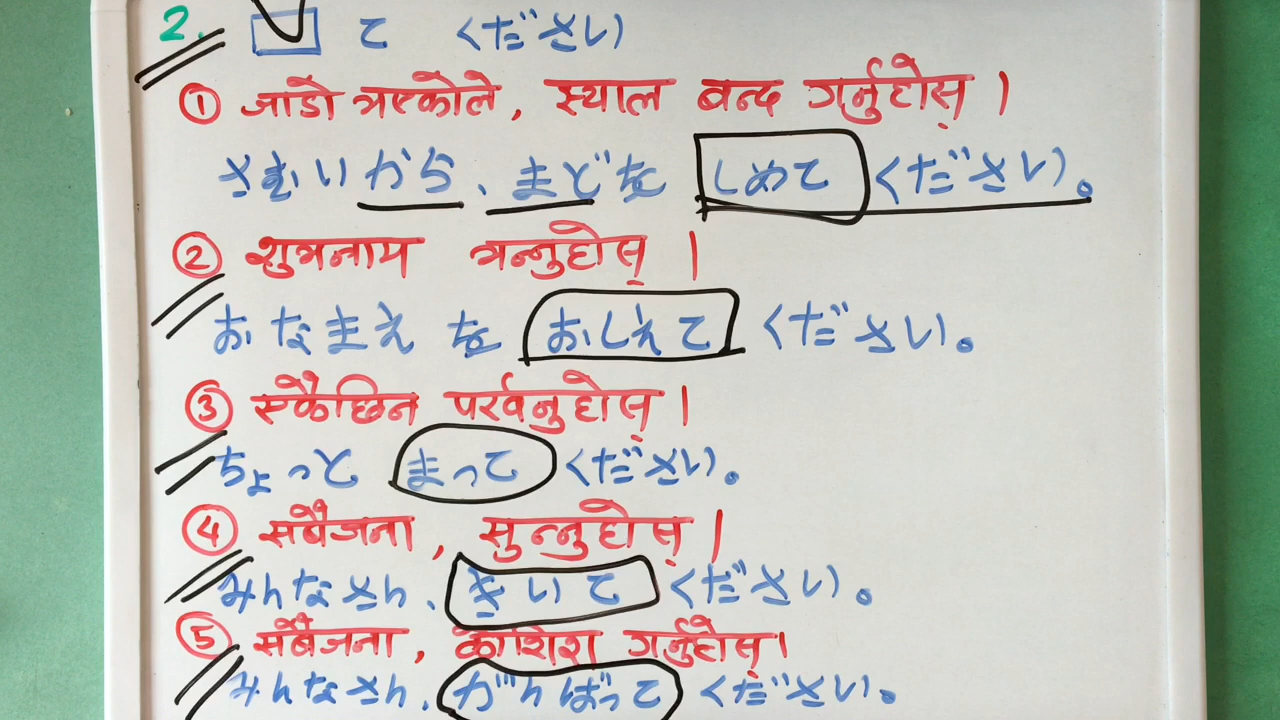 2. て ください
① जाडो भएकोले, झ्याल बन्द गर्नुहोस् ।
さむいから、まどを しめて ください。
② शुभनाम भन्नुहोस् ।
おなまえ を おしえて ください。
③ एकैछिन पर्खनुहोस् ।
ちょっと まって ください。
④ सबैजना, सुन्नुहोस् ।
みんなさん、きいて ください。
⑤ सबैजना, कोशिश गर्नुहोस् ।
みんなさん、がんばって ください。